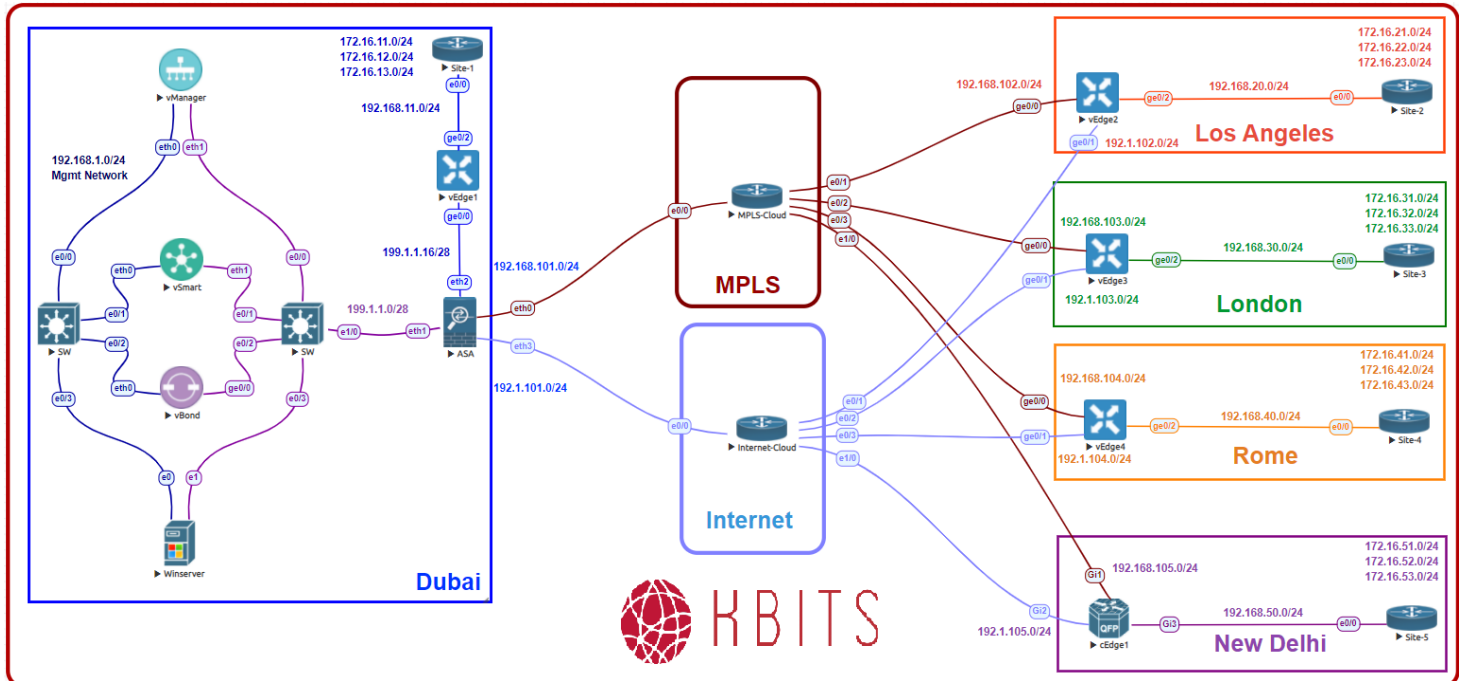 172.16.11.0/24
172.16.12.0/24
172.16.13.0/24
Site-1
e0/0
192.168.11.0/24
ge0/2
vEdge1
ge0/0
199.1.1.16/28
eth2
vManager
eth0
eth1
192.168.1.0/24
Mgmt Network
e0/0
e0/0
eth0
eth1
vSmart
e0/1
e0/1
SW
SW
199.1.1.0/28
e1/0
eth1
ASA
eth0
192.168.101.0/24
eth3
192.1.101.0/24
e0/2
e0/2
eth0
ge0/0
vBond
e0/3
e0/3
e0
e1
Winserver
Dubai
e0/0
MPLS-Cloud
e0/1
e0/2
e0/3
e1/0
MPLS
e0/0
Internet-Cloud
e0/1
e0/2
e0/3
e1/0
Internet
KBITS
192.168.102.0/24
ge0/0
vEdge2
ge0/1
192.1.102.0/24
ge0/2
192.168.20.0/24
e0/0
Site-2
172.16.21.0/24
172.16.22.0/24
172.16.23.0/24
Los Angeles
192.168.103.0/24
ge0/0
ge0/1
vEdge3
192.1.103.0/24
ge0/2
192.168.30.0/24
e0/0
Site-3
172.16.31.0/24
172.16.32.0/24
172.16.33.0/24
London
192.168.104.0/24
ge0/0
ge0/1
vEdge4
192.1.104.0/24
ge0/2
192.168.40.0/24
e0/0
Site-4
172.16.41.0/24
172.16.42.0/24
172.16.43.0/24
Rome
Gi1
192.168.105.0/24
Gi2
192.1.105.0/24
QFP
cEdge1
Gi3
192.168.50.0/24
e0/0
Site-5
172.16.51.0/24
172.16.52.0/24
172.16.53.0/24
New Delhi